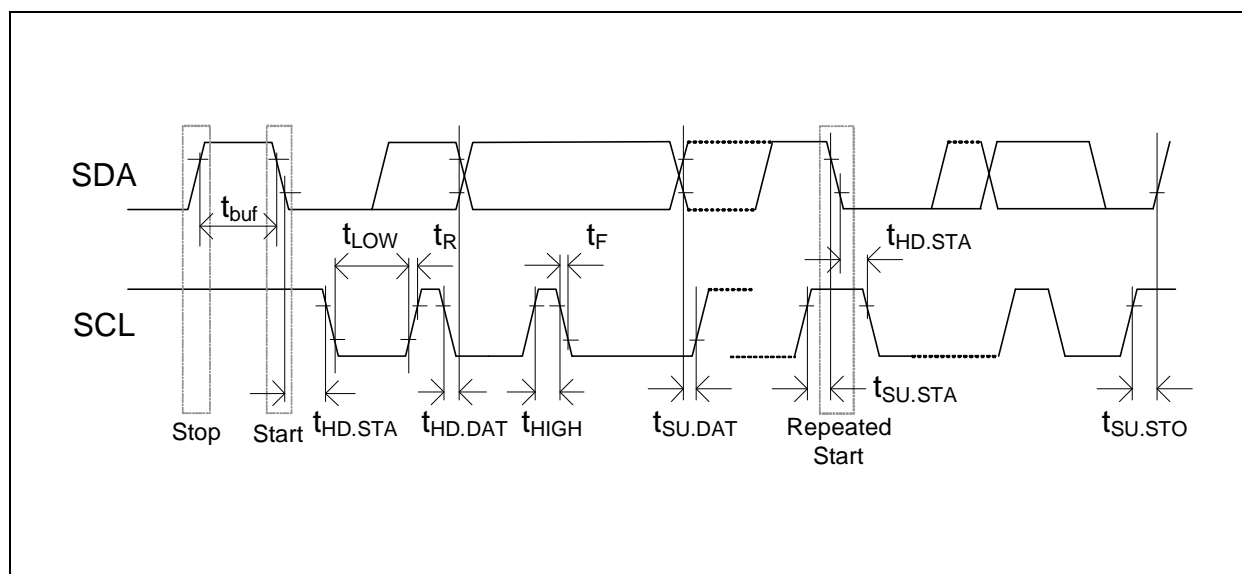 SDA
tbuf
tLOW
tR
tF
tHD.STA
SCL
tHD.STA
tHD.DAT
tHIGH
tSU.DAT
tSU.STA
tSU.STO
Stop
Start
Repeated
Start